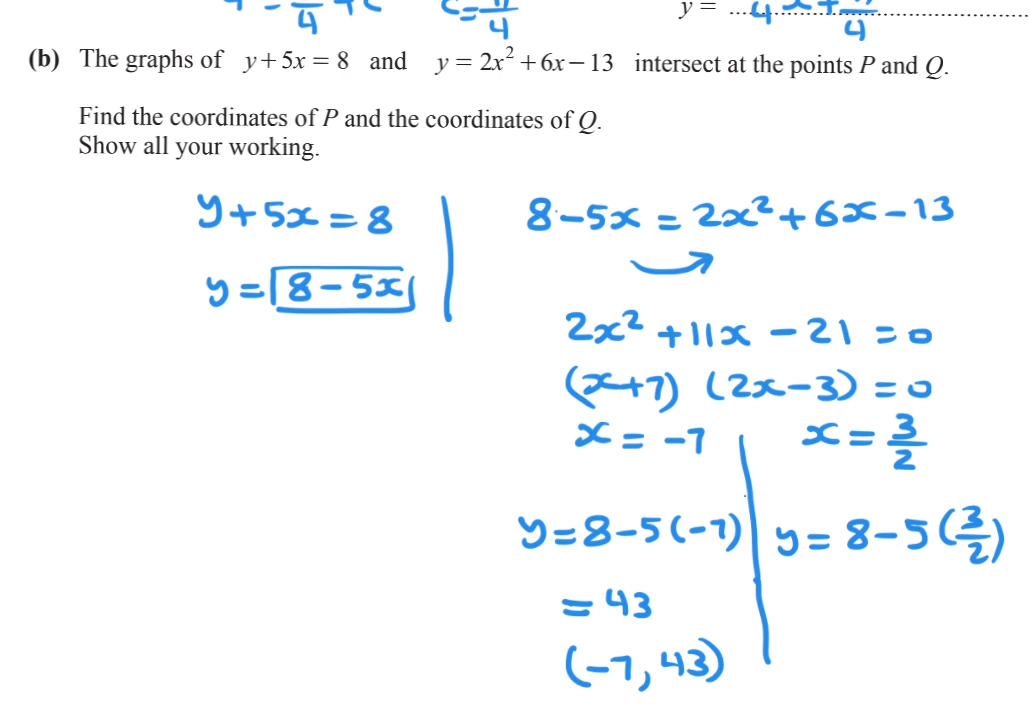 y = .... 4 x + 4
(b) The graphs of y + 5x = 8 and y = 2x² + 6x − 13 intersect at the points P and Q.
Find the coordinates of P and the coordinates of Q.
Show all your working.
y + 5x = 8
y = 8 − 5x
8 − 5x = 2x² + 6x − 13
2x² + 11x − 21 = 0
(x+7) (2x−3) = 0
x = −7
x = 3/2
y = 8 − 5(−7)
= 43
(−7, 43)
y = 8 − 5(3/2)